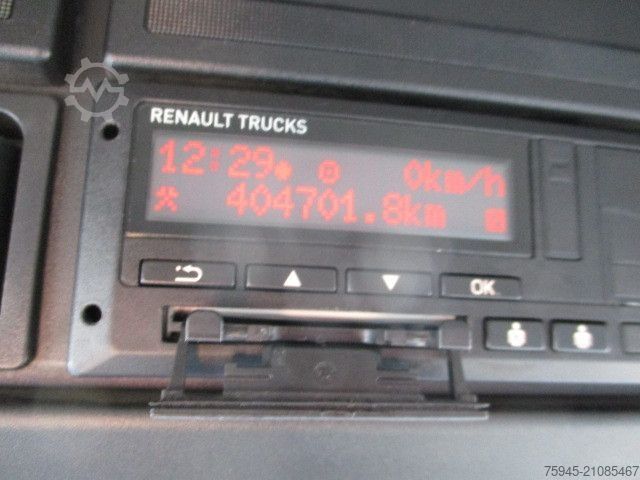 RENAULT TRUCKS
12:29 0km/h
404701.8km
OK
75945-21085467